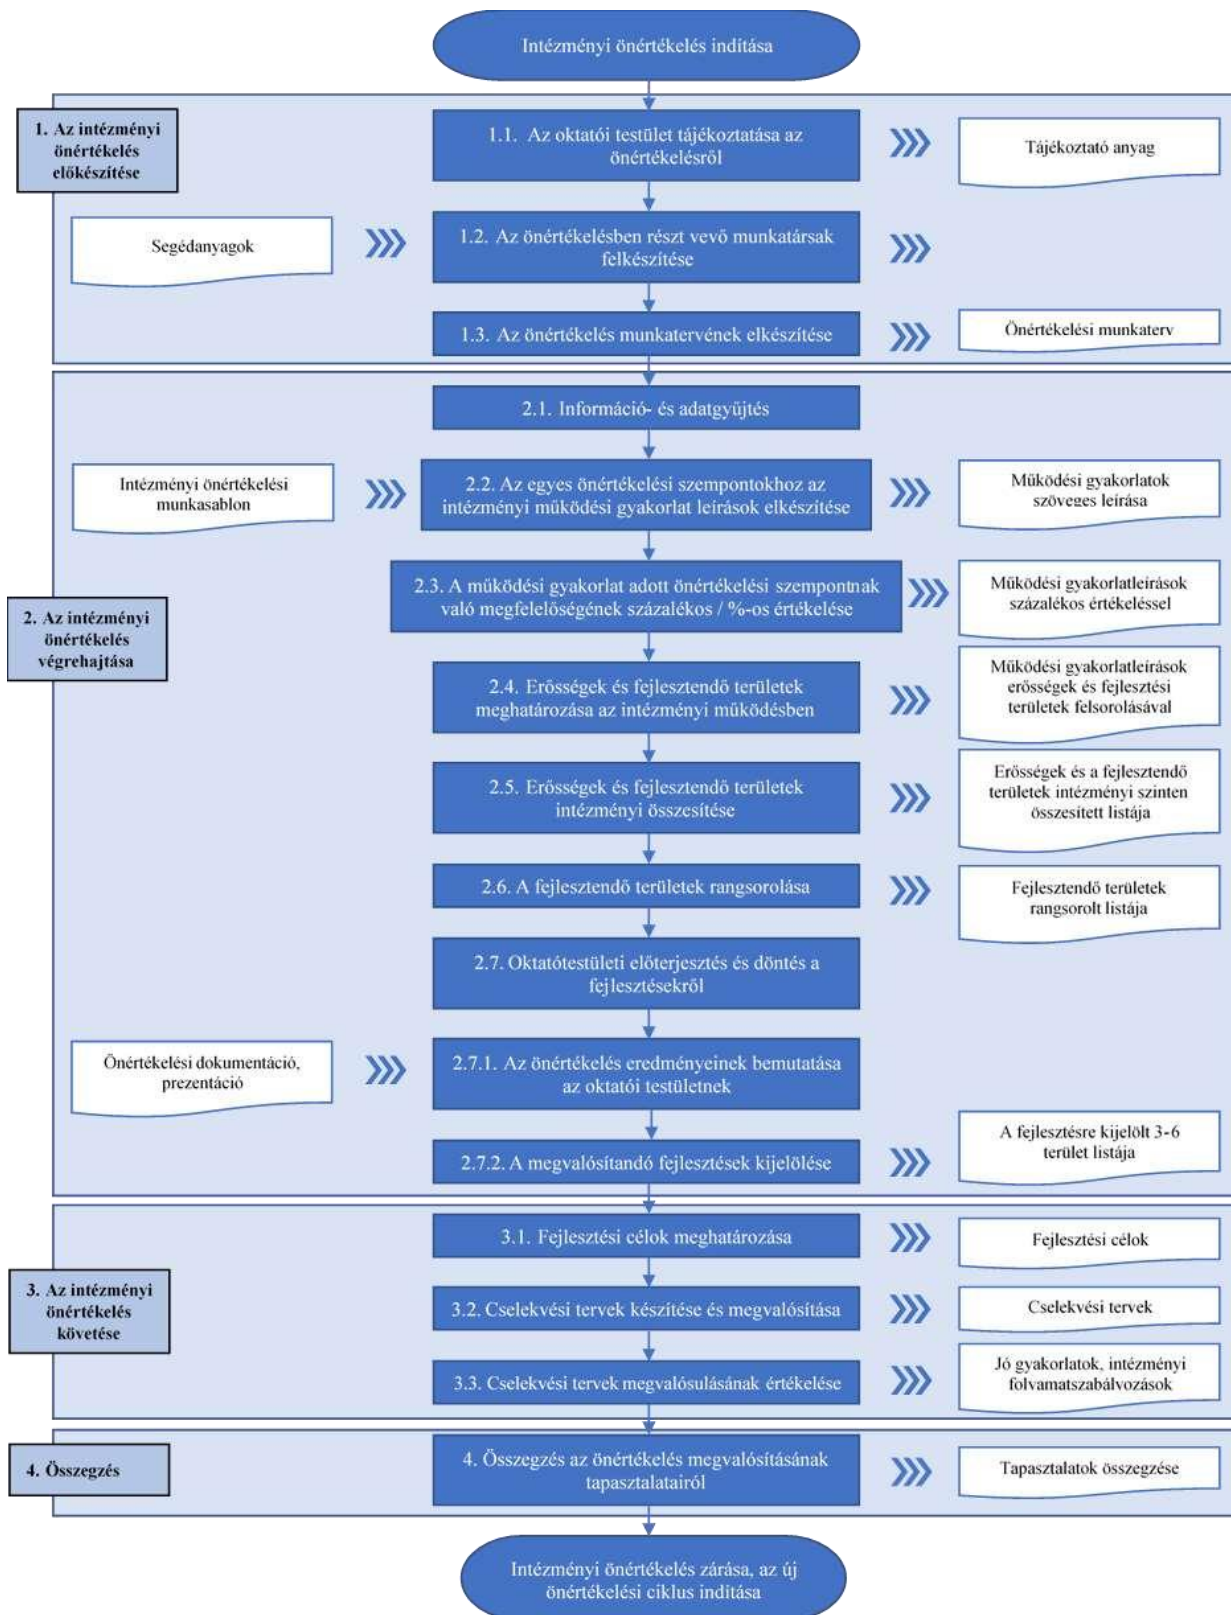 Intézményi önértékelés indítása
1. Az intézményi
önértékelés
előkészítése
1.1. Az oktatói testület tájékoztatása az
önértékelésről
Tájékoztató anyag
Segédanyagok
1.2. Az önértékelésben részt vevő munkatársak
felkészítése
1.3. Az önértékelés munkatervének elkészítése
Önértékelési munkaterv
2. Az intézményi
önértékelés
végrehajtása
2.1. Információ- és adatgyűjtés
Intézményi önértékelési
munkasablon
2.2. Az egyes önértékelési szempontokhoz az
intézményi működési gyakorlat leírások elkészítése
Működési gyakorlatok
szöveges leírása
2.3. A működési gyakorlat adott önértékelési szempontnak
való megfelelőségének százalékos / %-os értékelése
Működési gyakorlatleírások
százalékos értékeléssel
2.4. Erősségek és fejlesztendő területek
meghatározása az intézményi működésben
Működési gyakorlatleírások
erősségek és fejlesztési
területek felsorolásával
2.5. Erősségek és fejlesztendő területek
intézményi összesítése
Erősségek és a fejlesztendő
területek intézményi szinten
összesített listája
2.6. A fejlesztendő területek rangsorolása
Fejlesztendő területek
rangsorolt listája
2.7. Oktatótestületi előterjesztés és döntés a
fejlesztésekről
Önértékelési dokumentáció,
prezentáció
2.7.1. Az önértékelés eredményeinek bemutatása
az oktatói testületnek
2.7.2. A megvalósítandó fejlesztések kijelölése
A fejlesztésre kijelölt 3-6
terület listája
3. Az intézményi
önértékelés
követése
3.1. Fejlesztési célok meghatározása
Fejlesztési célok
3.2. Cselekvési tervek készítése és megvalósítása
Cselekvési tervek
3.3. Cselekvési tervek megvalósulásának értékelése
Jó gyakorlatok, intézményi
folyamatszabályozások
4. Összegzés
4. Összegzés az önértékelés megvalósításának
tapasztalatairól
Tapasztalatok összegzése
Intézményi önértékelés zárása, az új
önértékelési ciklus indítása